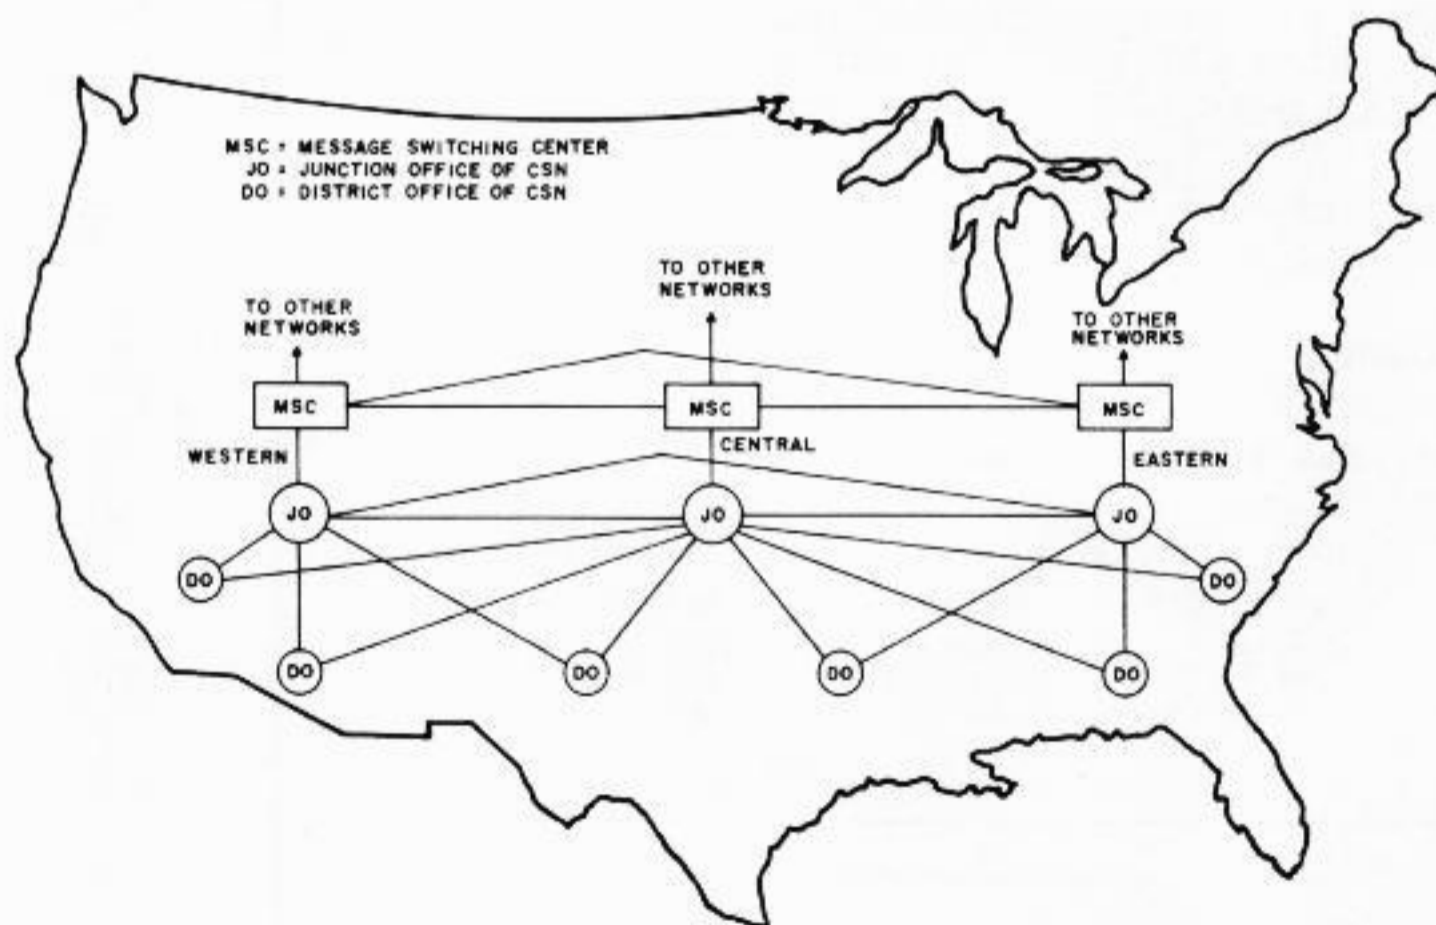 MSC = MESSAGE SWITCHING CENTER
JO = JUNCTION OFFICE OF CSN
DO = DISTRICT OFFICE OF CSN
TO OTHER
NETWORKS
TO OTHER
NETWORKS
TO OTHER
NETWORKS
MSC
MSC
MSC
WESTERN
CENTRAL
EASTERN
JO
JO
JO
DO
DO
DO
DO
DO
DO